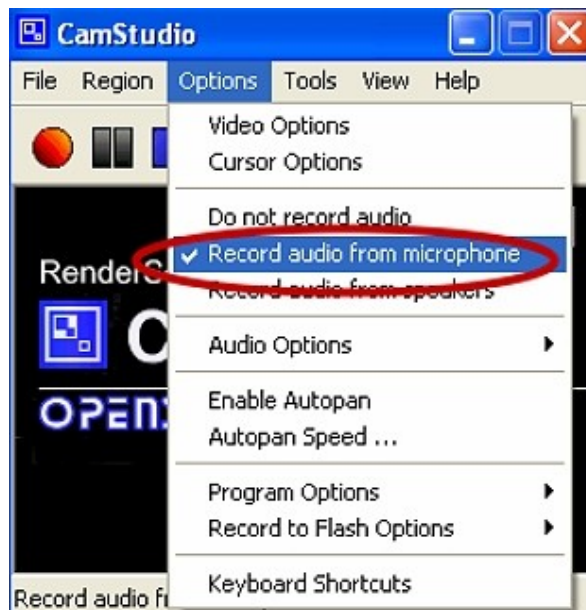 CamStudio
File Region Options Tools View Help
Video Options
Cursor Options
Do not record audio
Record audio from microphone
Record audio from speakers
Audio Options
Enable Autopan
Autopan Speed ...
Program Options
Record to Flash Options
Keyboard Shortcuts
RenderS
C
OPEN
Record audio f